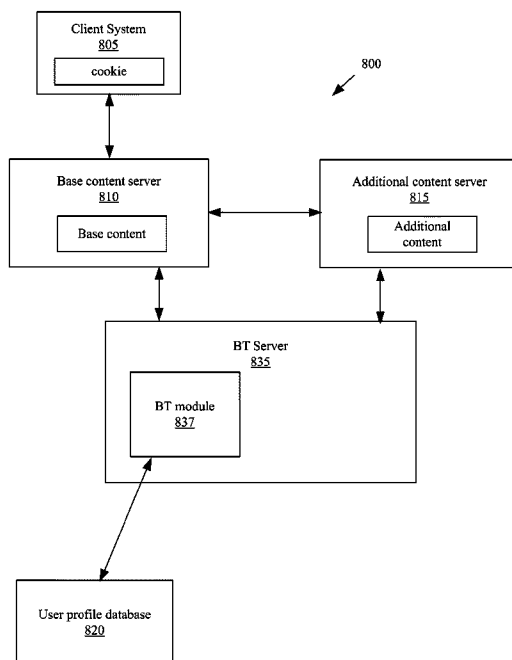 Client System
805
cookie
800
Base content server
810
Base content
Additional content server
815
Additional
content
BT Server
835
BT module
837
User profile database
820